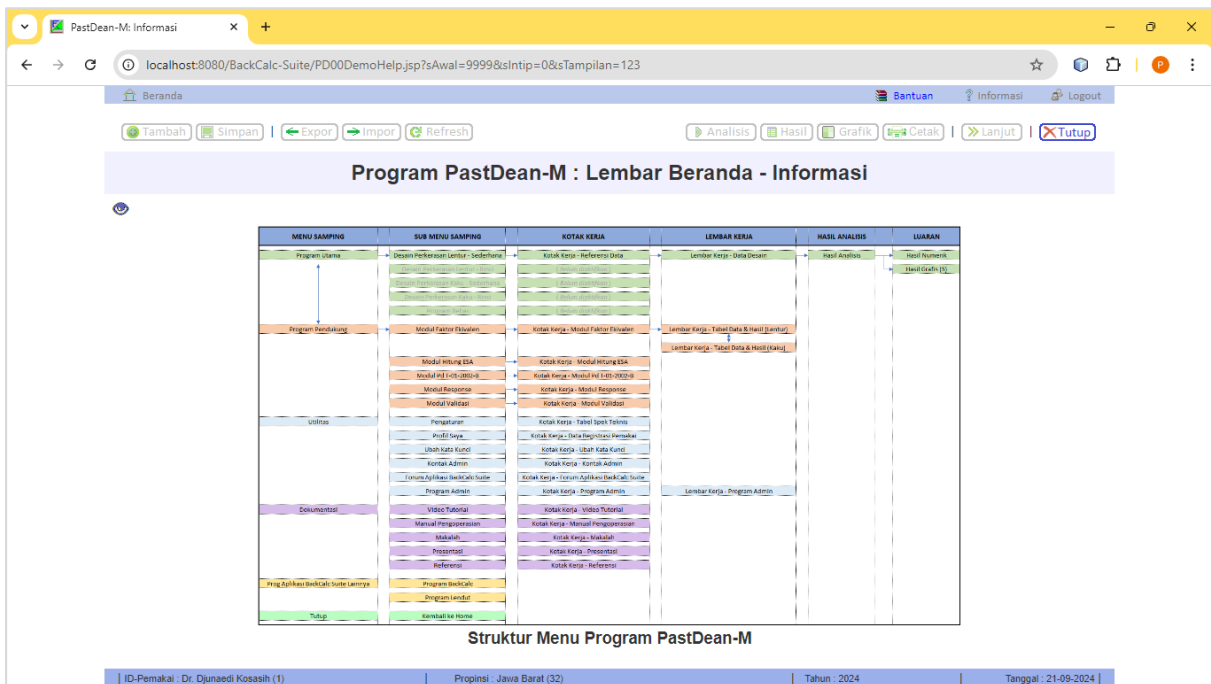 PastDean-M: Informasi
localhost:8080/BackCalc-Suite/PD00DemoHelp.jsp?sAwal=9999&sIntip=0&sTampilan=123
P
Beranda
Bantuan
Informasi
Logout
Tambah
Simpan
Expor
Impor
Refresh
Analisis
Hasil
Grafik
Cetak
Lanjut
Tutup
Program PastDean-M : Lembar Beranda - Informasi
MENU SAMPING
SUB MENU SAMPING
KOTAK KERJA
LEMBAR KERJA
HASIL ANALISIS
LUARAN
Program Utama
Desain Perkerasan Lentur - Sederhana
Kotak Kerja - Referensi Data
Lembar Kerja - Data Desain
Hasil Analisis
Hasil Numerik
Hasil Grafis (3)
Program Pendukung
Modul Faktor Ekivalen
Kotak Kerja - Modul Faktor Ekivalen
Lembar Kerja - Tabel Data & Hasil (Lentur)
Lembar Kerja - Tabel Data & Hasil (Kaku)
Modul Hitung ESA
Kotak Kerja - Modul Hitung ESA
Modul Pd T-05-2002-B
Kotak Kerja - Modul Pd T-05-2002-B
Modul Response
Kotak Kerja - Modul Response
Modul Validasi
Kotak Kerja - Modul Validasi
Utilitas
Pengaturan
Kotak Kerja - Tabel Spek Teknis
Profil Saya
Kotak Kerja - Data Registrasi Pemakai
Ubah Kata Kunci
Kotak Kerja - Ubah Kata Kunci
Kontak Admin
Kotak Kerja - Kontak Admin
Forum Aplikasi BackCalc Suite
Kotak Kerja - Forum Aplikasi BackCalc Suite
Program Admin
Kotak Kerja - Program Admin
Lembar Kerja - Program Admin
Dokumentasi
Video Tutorial
Kotak Kerja - Video Tutorial
Manual Pengoperasian
Kotak Kerja - Manual Pengoperasian
Makalah
Kotak Kerja - Makalah
Presentasi
Kotak Kerja - Presentasi
Referensi
Kotak Kerja - Referensi
Prog Aplikasi BackCalc Suite Lainnya
Program BackCalc
Program Lendut
Tutup
Kembali ke Home
Struktur Menu Program PastDean-M
ID-Pemakai : Dr. Djunaedi Kosasih (1)
Propinsi : Jawa Barat (32)
Tahun : 2024
Tanggal : 21-09-2024